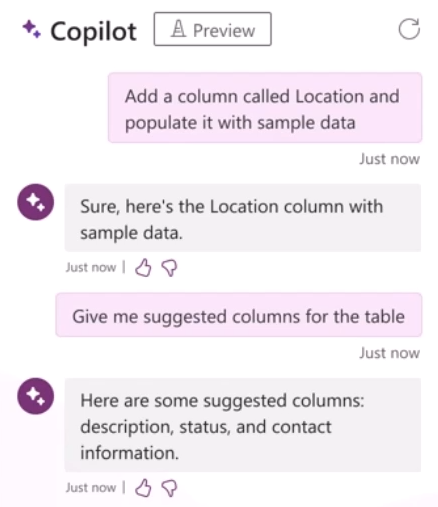 Copilot Preview
Add a column called Location and
populate it with sample data
Just now
Sure, here's the Location column with
sample data.
Just now |
Give me suggested columns for the table
Just now
Here are some suggested columns:
description, status, and contact
information.
Just now |